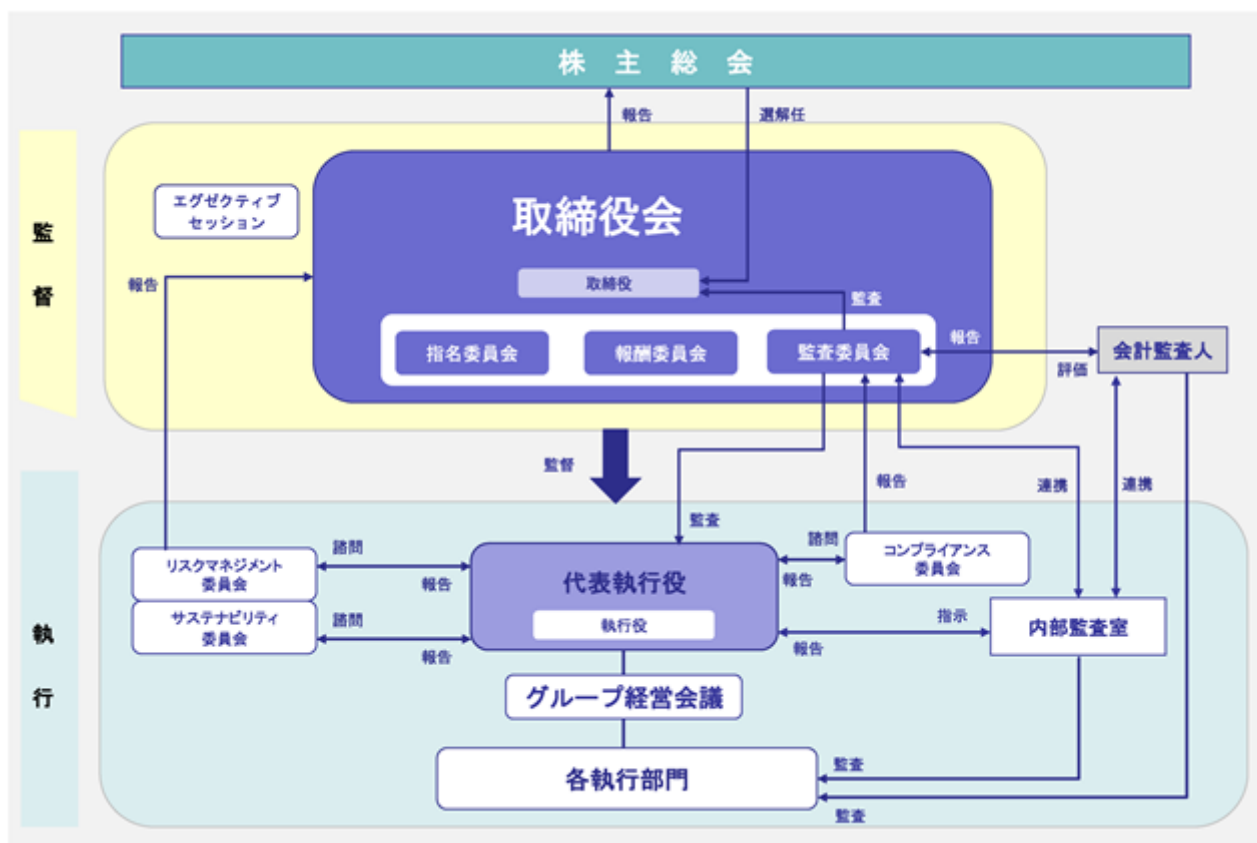 株 主 総 会
報告
選解任
監
督
エグゼクティブ
セッション
取締役会
報告
取締役
監査
指名委員会
報酬委員会
監査委員会
報告
評価
会計監査人
監督
監査
報告
連携
連携
執
行
リスクマネジメント
委員会
サステナビリティ
委員会
諮問
報告
諮問
報告
代表執行役
執行役
諮問
報告
コンプライアンス
委員会
指示
報告
内部監査室
グループ経営会議
各執行部門
監査
監査